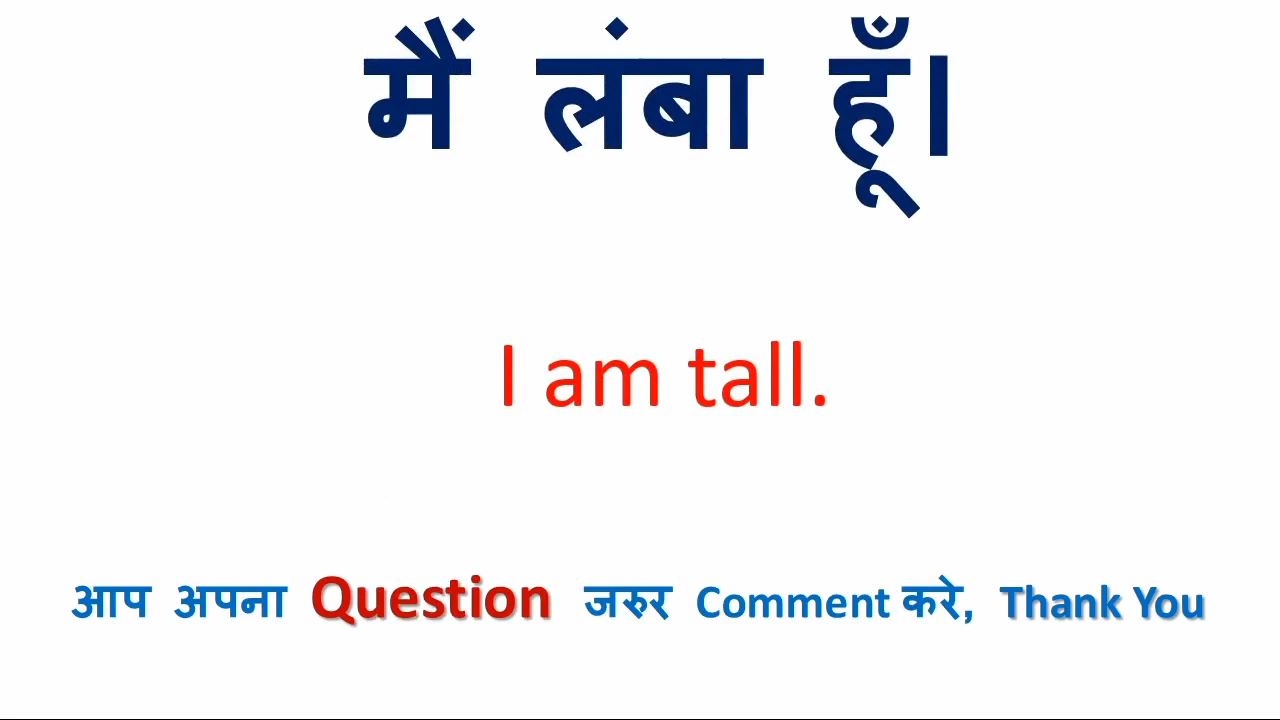 मैं लंबा हूँ।
I am tall.
आप अपना Question जरुर Comment करे, Thank You